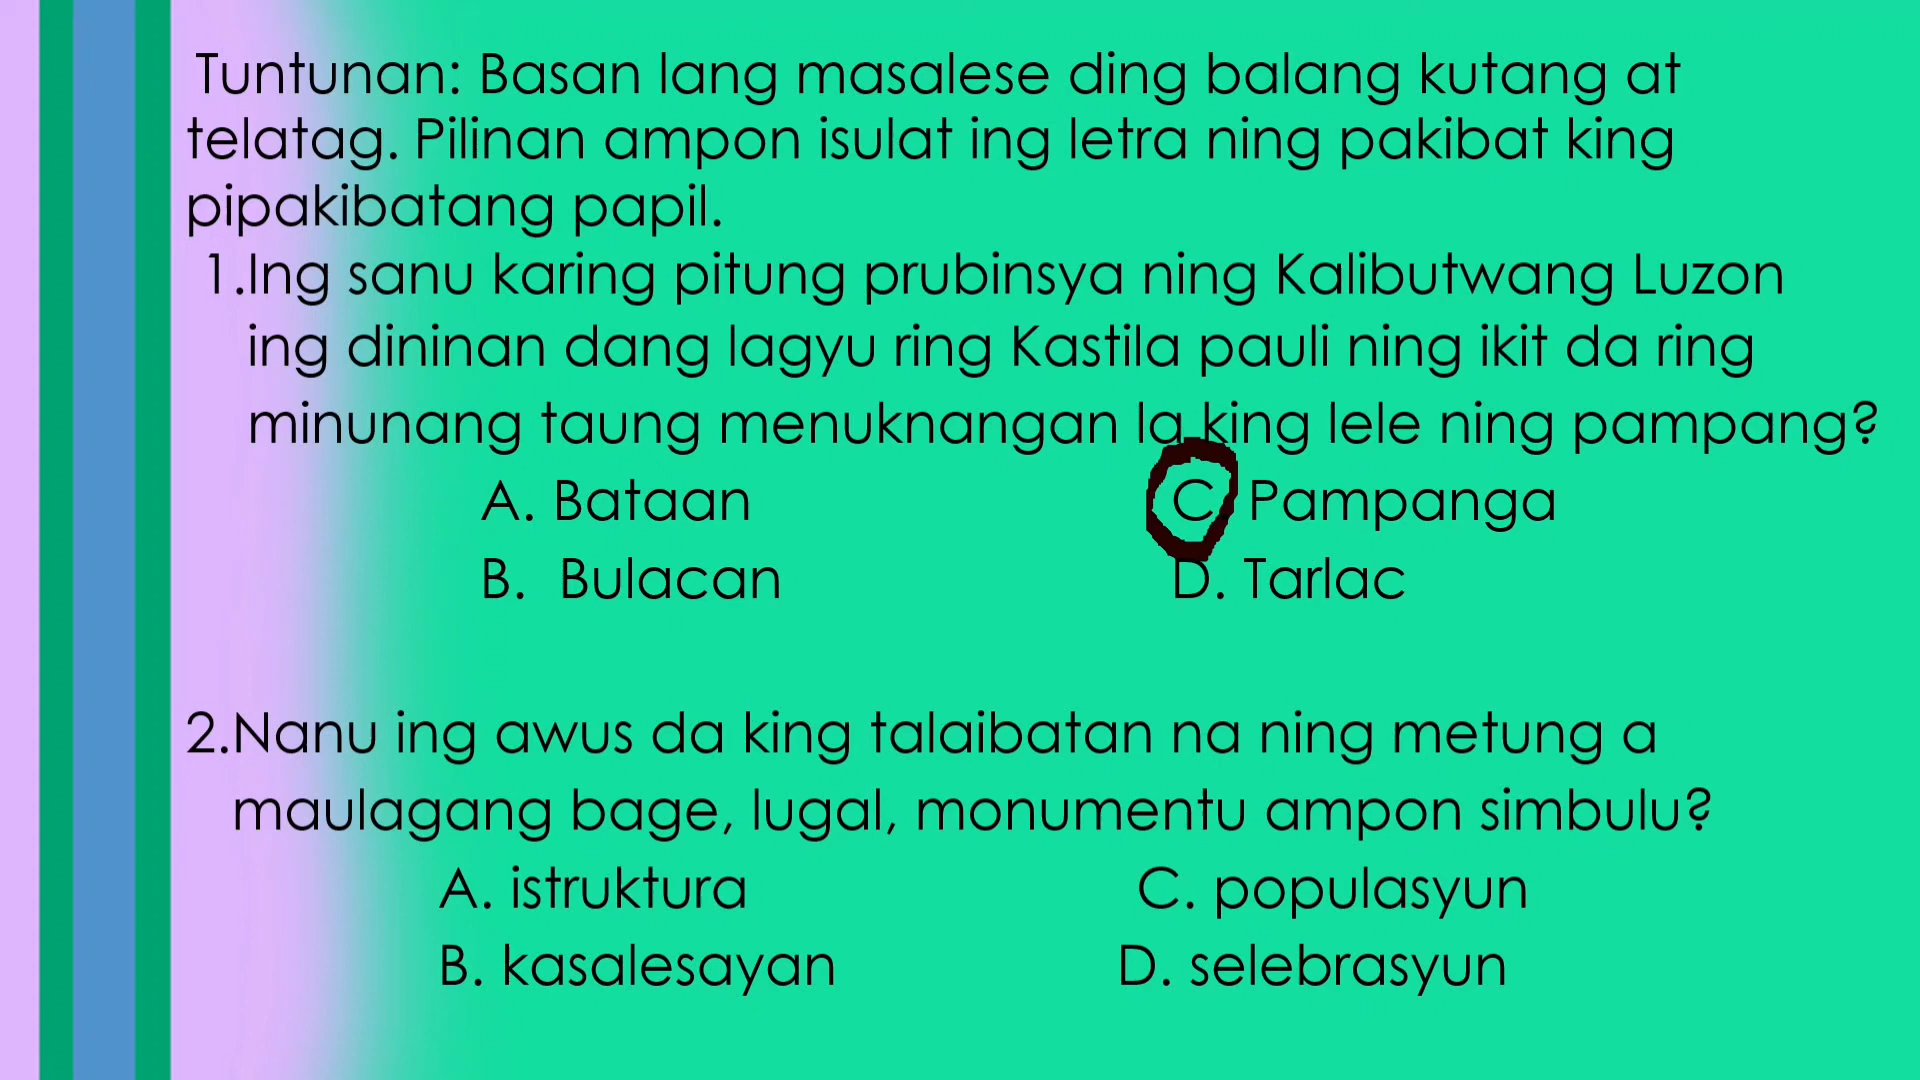 Tuntunan: Basan lang masalese ding balang kutang at
telatag. Pilinan ampon isulat ing letra ning pakibat king
pipakibatang papil.
1.Ing sanu karing pitung prubinsya ning Kalibutwang Luzon
ing dininan dang lagyu ring Kastila pauli ning ikit da ring
minunang taung menuknangan la king lele ning pampang?
A. Bataan C. Pampanga
B. Bulacan D. Tarlac
2.Nanu ing awus da king talaibatan na ning metung a
maulagang bage, lugal, monumentu ampon simbulu?
A. istruktura C. populasyun
B. kasalesayan D. selebrasyun